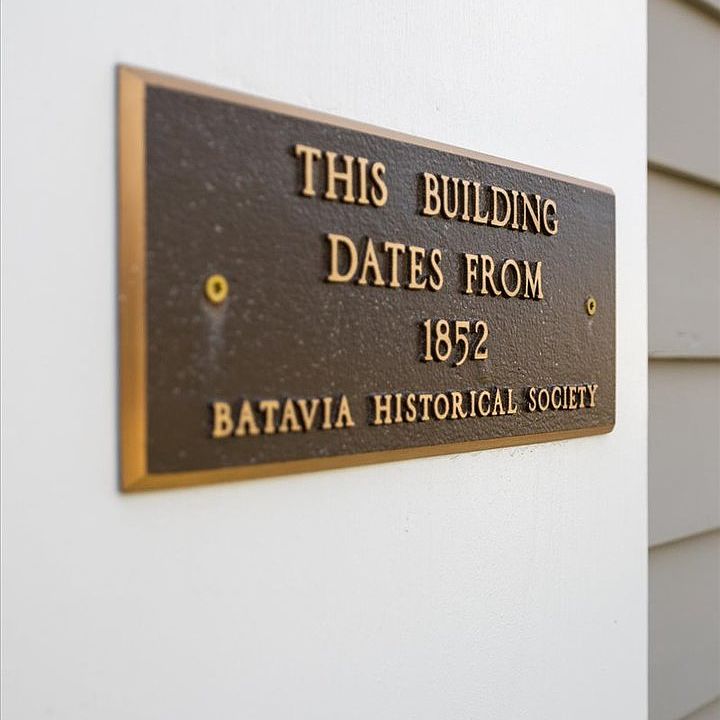 THIS BUILDING
DATES FROM
1852
BATAVIA HISTORICAL SOCIETY